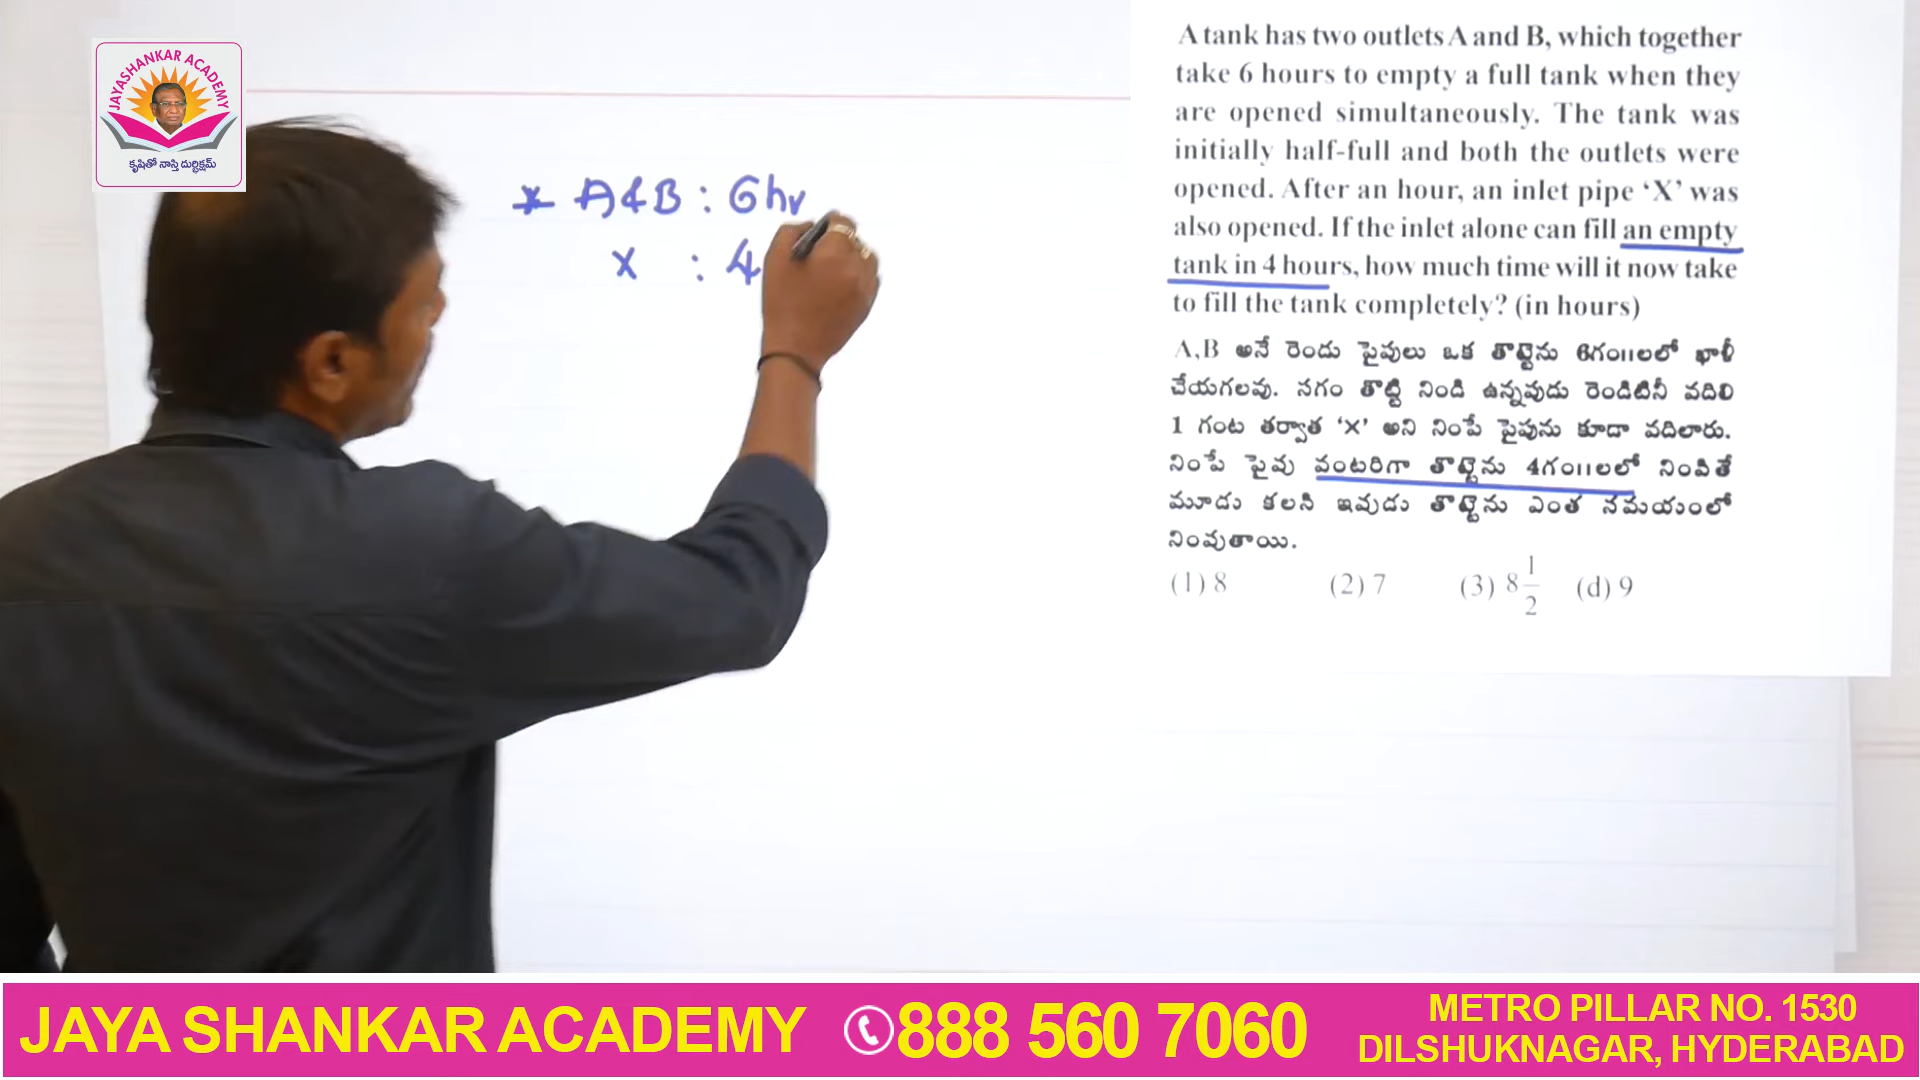 JAYASHANKAR ACADEMY
కృషితో నాస్తి దుర్భిక్షమ్
* A&B : 6hr
x : 4
A tank has two outlets A and B, which together
take 6 hours to empty a full tank when they
are opened simultaneously. The tank was
initially half-full and both the outlets were
opened. After an hour, an inlet pipe ‘X’ was
also opened. If the inlet alone can fill an empty
tank in 4 hours, how much time will it now take
to fill the tank completely? (in hours)
A,B అనే రెండు పైపులు ఒక తొట్టెను 6గం॥లలో ఖాళీ
చేయగలవు. సగం తొట్టి నిండి ఉన్నవుడు రెండిటినీ వదిలి
1 గంట తర్వాత ‘X’ అని నింపే పైపును కూడా వదిలారు.
నింపే పైవు వంటరిగా తొట్టెను 4గం॥లలో నింపితే
మూడు కలసి ఇవుడు తొట్టెను ఎంత సమయంలో
నింవుతాయి.
(1) 8 (2) 7 (3) 8 1/2 (d) 9
JAYA SHANKAR ACADEMY 888 560 7060
METRO PILLAR NO. 1530
DILSHUKNAGAR, HYDERABAD